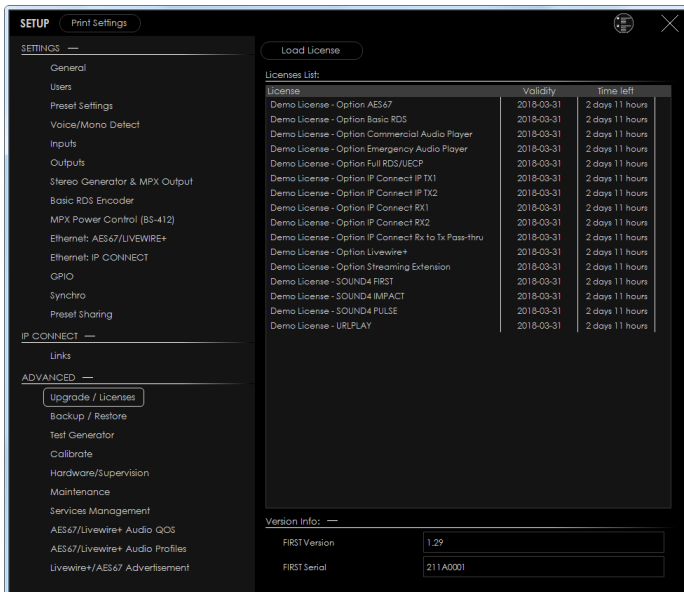 SETUP Print Settings
SETTINGS
General
Users
Preset Settings
Voice/Mono Detect
Inputs
Outputs
Stereo Generator & MPX Output
Basic RDS Encoder
MPX Power Control (BS-412)
Ethernet: AES67/LIVEWIRE+
Ethernet: IP CONNECT
GPIO
Synchro
Preset Sharing
IP CONNECT
Links
ADVANCED
Upgrade / Licenses
Backup / Restore
Test Generator
Calibrate
Hardware/Supervision
Maintenance
Services Management
AES67/Livewire+ Audio QOS
AES67/Livewire+ Audio Profiles
Livewire+/AES67 Advertisement
Load License
Licenses List:
License Validity Time left
Demo License - Option AES67 2018-03-31 2 days 11 hours
Demo License - Option Basic RDS 2018-03-31 2 days 11 hours
Demo License - Option Commercial Audio Player 2018-03-31 2 days 11 hours
Demo License - Option Emergency Audio Player 2018-03-31 2 days 11 hours
Demo License - Option Full RDS/UECP 2018-03-31 2 days 11 hours
Demo License - Option IP Connect IP TX1 2018-03-31 2 days 11 hours
Demo License - Option IP Connect IP TX2 2018-03-31 2 days 11 hours
Demo License - Option IP Connect RX1 2018-03-31 2 days 11 hours
Demo License - Option IP Connect RX2 2018-03-31 2 days 11 hours
Demo License - Option IP Connect Rx to Tx Pass-thru 2018-03-31 2 days 11 hours
Demo License - Option Livewire+ 2018-03-31 2 days 11 hours
Demo License - Option Streaming Extension 2018-03-31 2 days 11 hours
Demo License - SOUND4 FIRST 2018-03-31 2 days 11 hours
Demo License - SOUND4 IMPACT 2018-03-31 2 days 11 hours
Demo License - SOUND4 PULSE 2018-03-31 2 days 11 hours
Demo License - URLPLAY 2018-03-31 2 days 11 hours
Version Info:
FIRST Version 1.29
FIRST Serial 211A0001